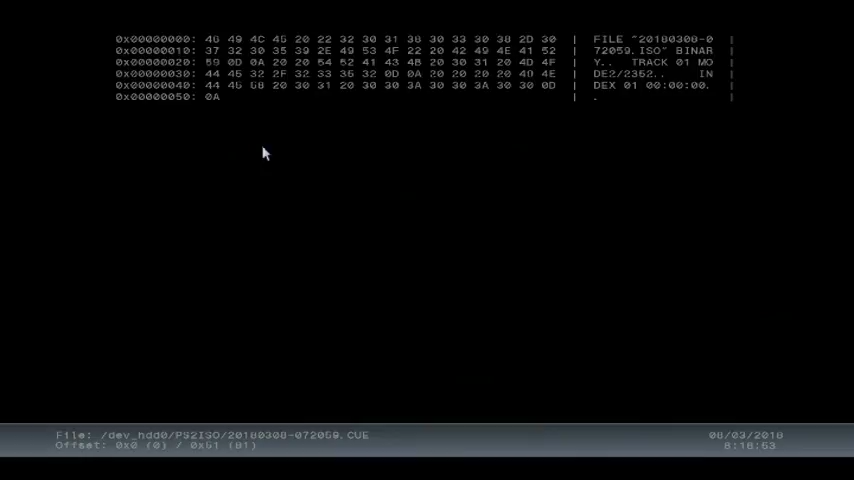 0x00000000: 46 49 4C 45 20 22 32 30 31 38 30 33 30 38 2D 30 | FILE "20180308-0 |
0x00000010: 37 32 30 35 39 2E 49 53 4F 22 20 42 49 4E 41 52 | 72059.ISO" BINAR |
0x00000020: 59 0D 0A 20 20 54 52 41 43 4B 20 30 31 20 4D 4F | Y.. TRACK 01 MO |
0x00000030: 44 45 32 2F 32 33 35 32 0D 0A 20 20 20 20 49 4E | DE2/2352.. IN |
0x00000040: 44 45 58 20 30 31 20 30 30 3A 30 30 3A 30 30 0D | DEX 01 00:00:00. |
0x00000050: 0A | . |
File: /dev_hdd0/PS2ISO/20180308-072059.CUE
08/03/2018
Offset: 0x0 (0) / 0x51 (81)
8:16:53